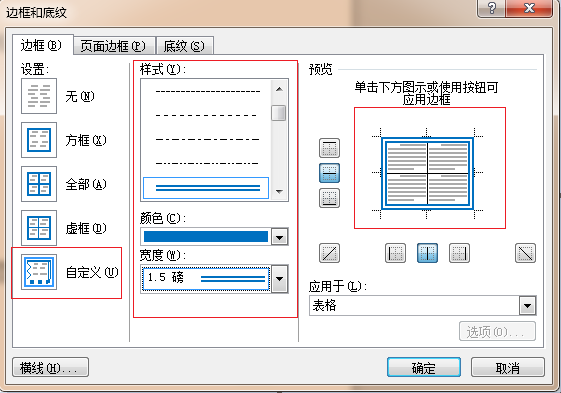 边框和底纹
边框(B) 页面边框(P) 底纹(S)
设置:
无(N)
方框(X)
全部(A)
虚框(D)
自定义(U)
样式(Y):
颜色(C):
宽度(W):
1.5 磅
预览
单击下方图示或使用按钮可
应用边框
应用于(L):
表格
选项(O)...
横线(H)...
确定
取消